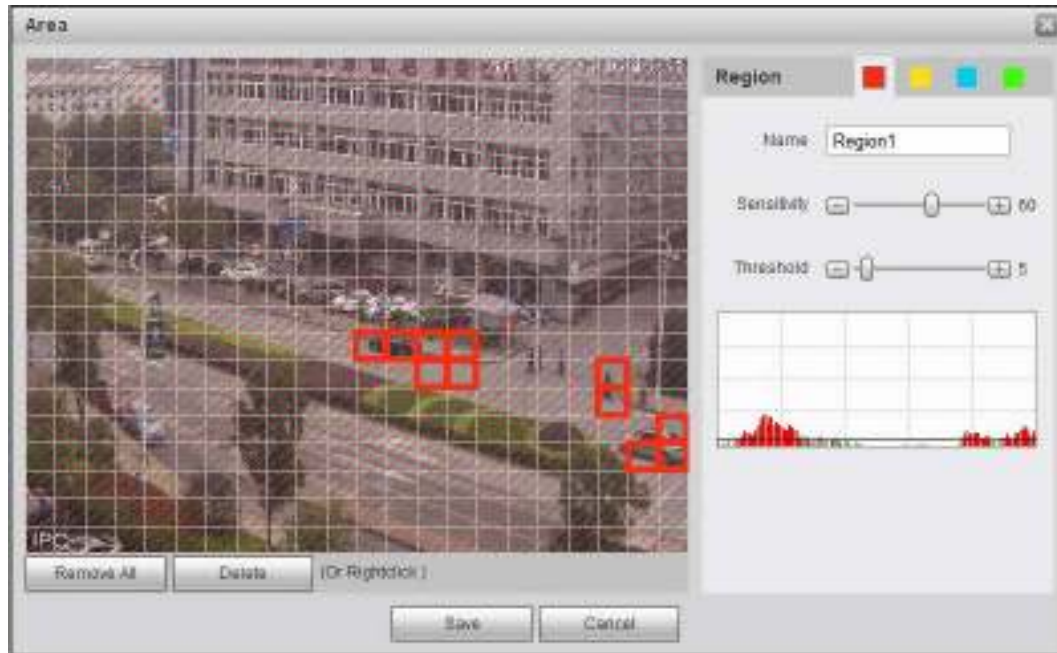 Area
Region
Name Region1
Sensitivity 60
Threshold 5
IPC
Remove All Delete (Or Rightclick )
Save Cancel